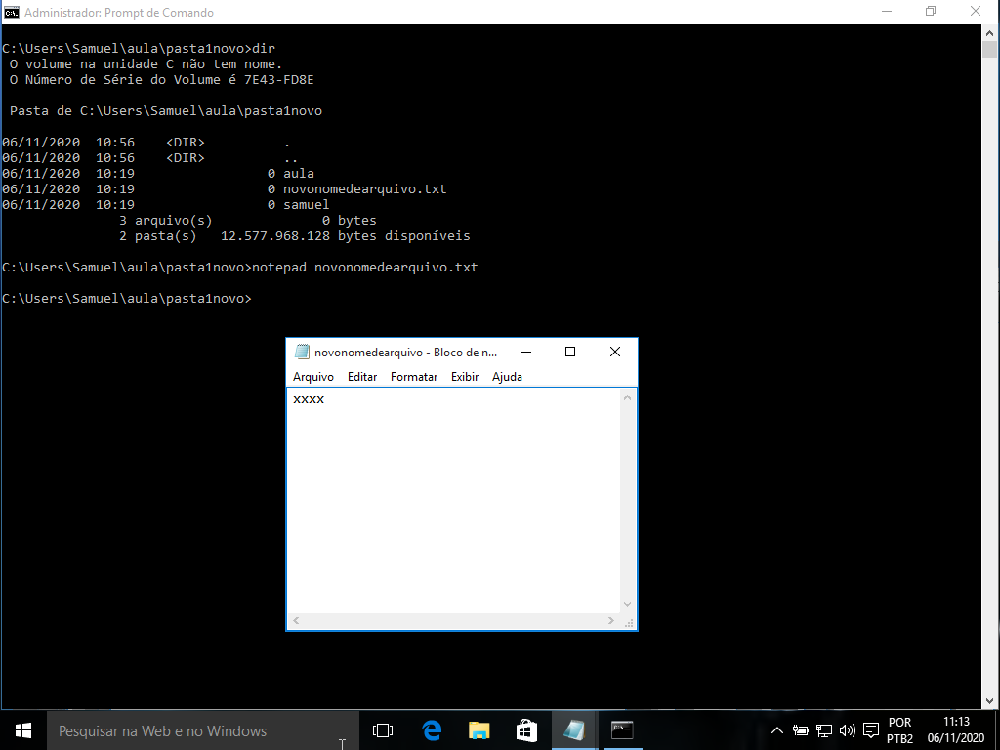 Administrador: Prompt de Comando
C:\Users\Samuel\aula\pasta1novo>dir
 O volume na unidade C não tem nome.
 O Número de Série do Volume é 7E43-FD8E
 Pasta de C:\Users\Samuel\aula\pasta1novo
06/11/2020  10:56    <DIR>          .
06/11/2020  10:56    <DIR>          ..
06/11/2020  10:19                 0 aula
06/11/2020  10:19                 0 novonomedearquivo.txt
06/11/2020  10:19                 0 samuel
               3 arquivo(s)              0 bytes
               2 pasta(s)   12.577.968.128 bytes disponíveis
C:\Users\Samuel\aula\pasta1novo>notepad novonomedearquivo.txt
C:\Users\Samuel\aula\pasta1novo>
novonomedearquivo - Bloco de n...
Arquivo Editar Formatar Exibir Ajuda
xxxx
Pesquisar na Web e no Windows
POR
PTB2
11:13
06/11/2020